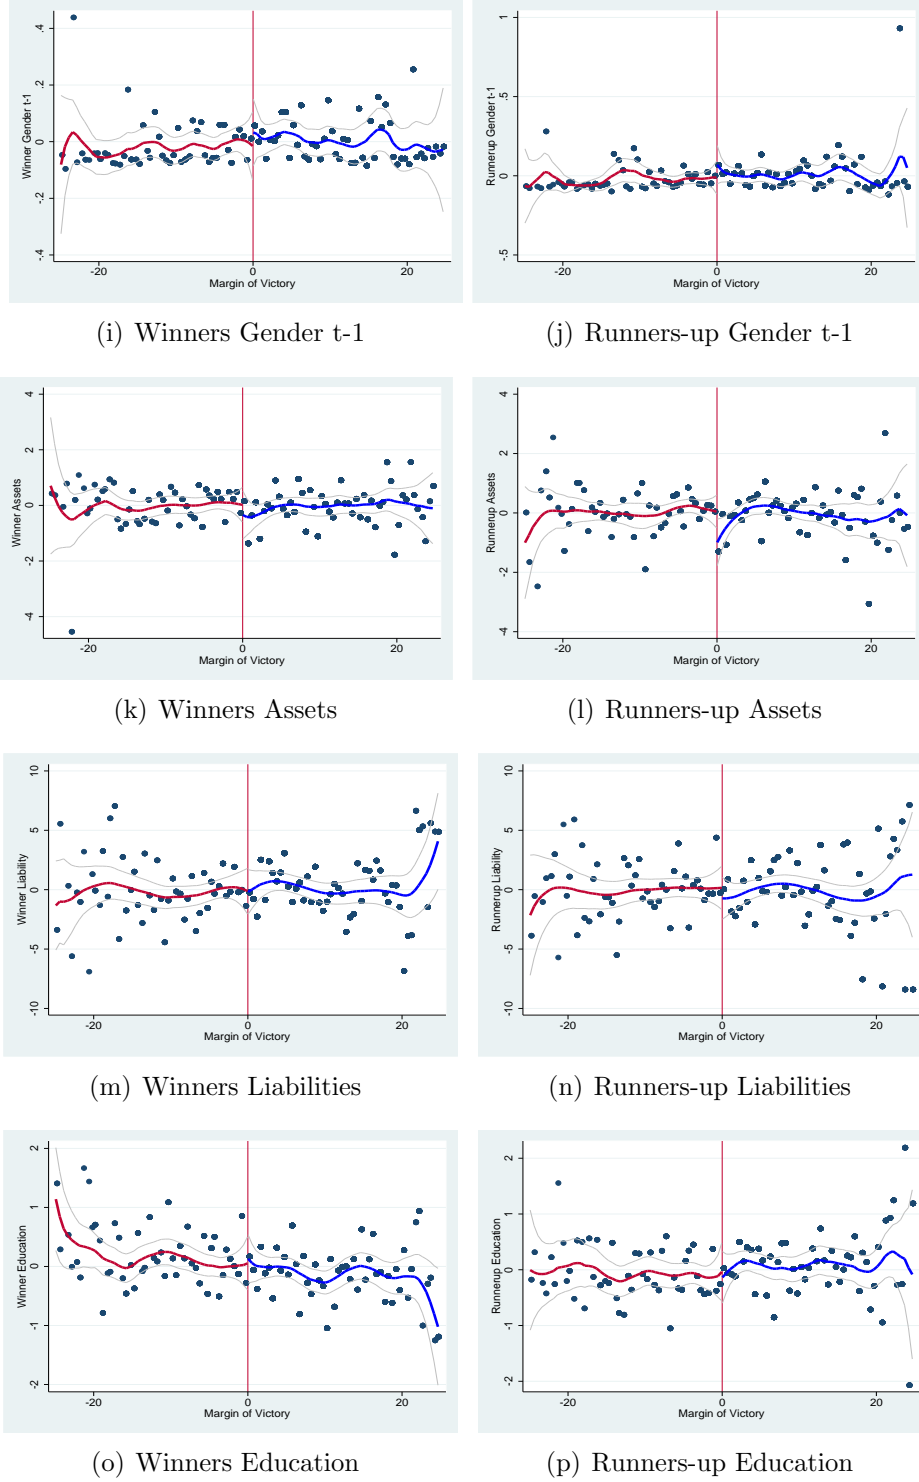 .4
.2
0
-.2
-.4
Winner Gender t-1
-20
0
20
Margin of Victory
(i) Winners Gender t-1
1
.5
0
-.5
Runnerup Gender t-1
-20
0
20
Margin of Victory
(j) Runners-up Gender t-1
4
2
0
-2
-4
Winner Assets
-20
0
20
Margin of Victory
(k) Winners Assets
4
2
0
-2
-4
Runnerup Assets
-20
0
20
Margin of Victory
(l) Runners-up Assets
10
5
0
-5
-10
Winner Liability
-20
0
20
Margin of Victory
(m) Winners Liabilities
10
5
0
-5
-10
Runnerup Liability
-20
0
20
Margin of Victory
(n) Runners-up Liabilities
2
1
0
-1
-2
Winner Education
-20
0
20
Margin of Victory
(o) Winners Education
2
1
0
-1
-2
Runnerup Education
-20
0
20
Margin of Victory
(p) Runners-up Education